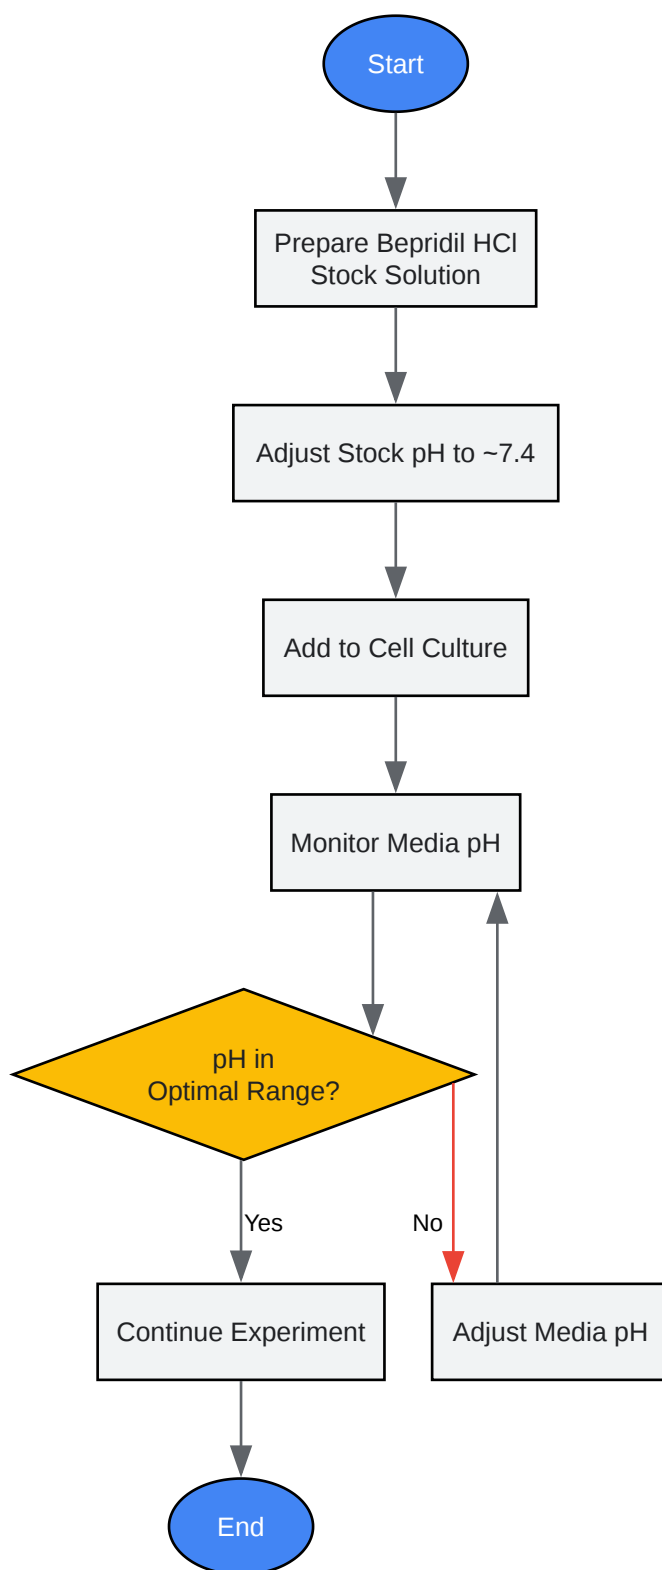 Start
Prepare Bepridil HCl
Stock Solution
Adjust Stock pH to ~7.4
Add to Cell Culture
Monitor Media pH
pH in
Optimal Range?
Yes
No
Continue Experiment
Adjust Media pH
End